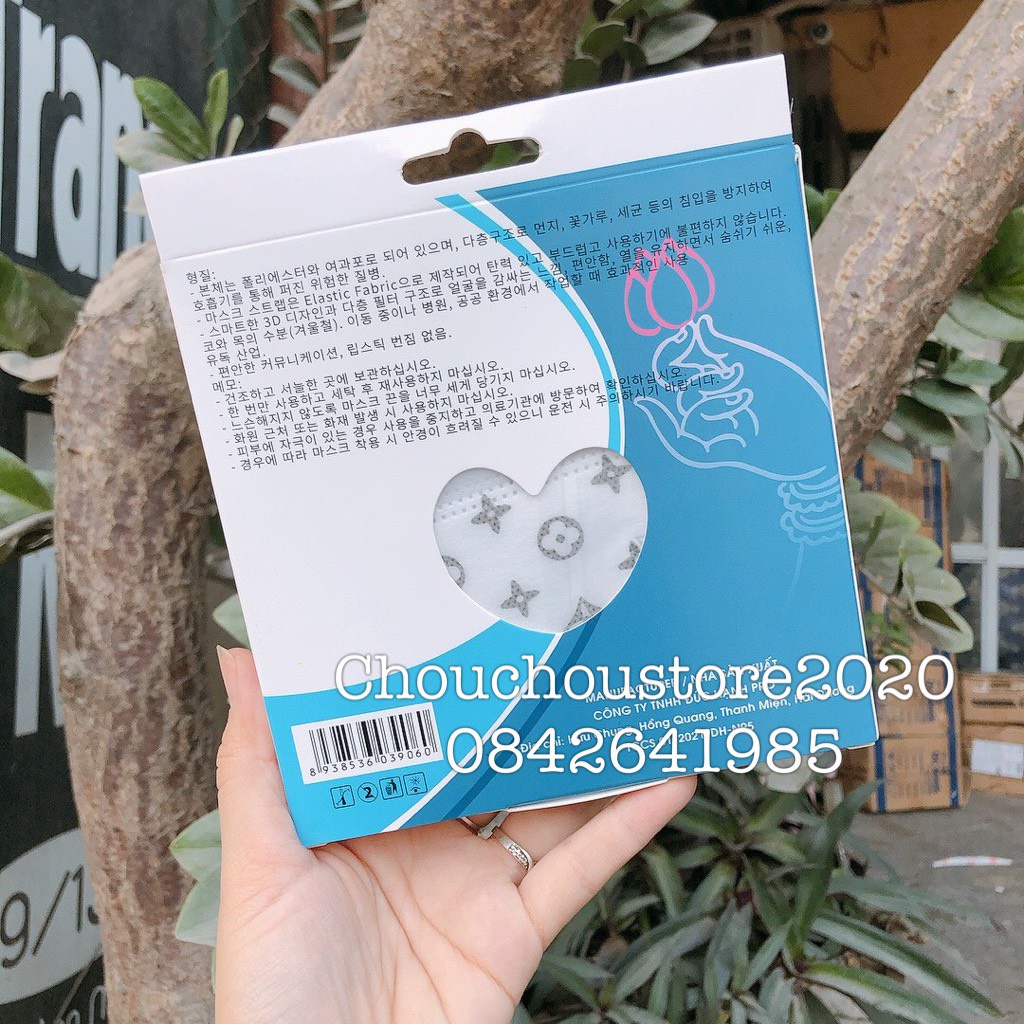 형질:
- 본체는 폴리에스터와 여과포로 되어 있으며, 다층구조로 먼지, 꽃가루, 세균 등의 침입을 방지하여
호흡기를 통해 퍼진 위험한 질병.
- 마스크 스트랩은 Elastic Fabric으로 제작되어 탄력 있고 부드럽고 사용하기에 불편하지 않습니다.
- 스마트한 3D 디자인과 다층 필터 구조로 얼굴을 감싸는 느낌, 편안함, 열을 유지하면서 숨쉬기 쉬운,
코와 목의 수분(겨울철). 이동 중이나 병원, 공공 환경에서 작업할 때 효과적인 사용
유독 산업.
- 편안한 커뮤니케이션, 립스틱 번짐 없음.
메모:
- 건조하고 서늘한 곳에 보관하십시오.
- 한 번만 사용하고 세탁 후 재사용하지 마십시오.
- 느슨해지지 않도록 마스크 끈을 너무 세게 당기지 마십시오.
- 화원 근처 또는 화재 발생 시 사용하지 마십시오.
- 피부에 자극이 있는 경우 사용을 중지하고 의료기관에 방문하여 확인하십시오.
- 경우에 따라 마스크 착용 시 안경이 흐려질 수 있으니 운전 시 주의하시기 바랍니다.
Chouchoustore2020
CÔNG TY TNHH
Hồng Quang, Thanh Miện,
0842641985
8 938536 039060
2
9/1